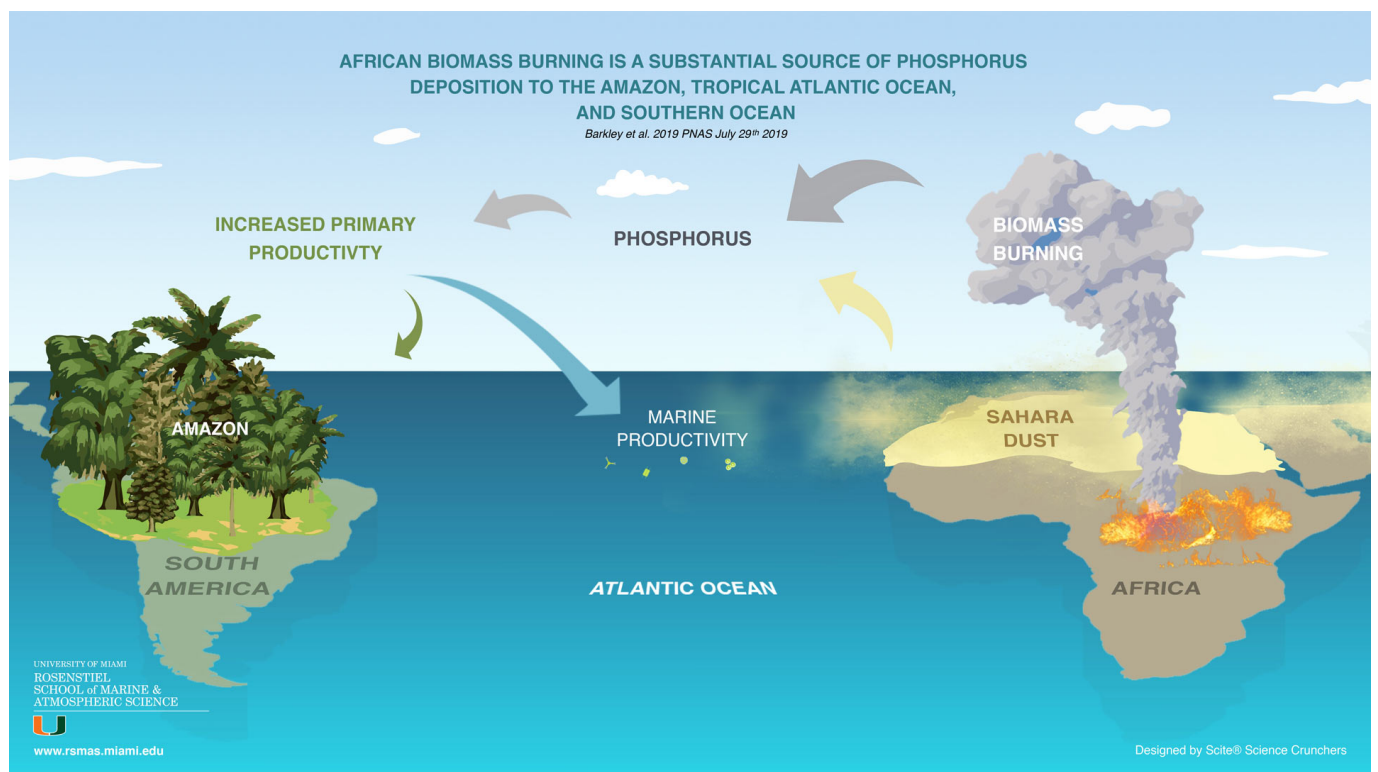 AFRICAN BIOMASS BURNING IS A SUBSTANTIAL SOURCE OF PHOSPHORUS
DEPOSITION TO THE AMAZON, TROPICAL ATLANTIC OCEAN,
AND SOUTHERN OCEAN
Barkley et al. 2019 PNAS July 29th 2019
INCREASED PRIMARY
PRODUCTIVTY
PHOSPHORUS
BIOMASS
BURNING
AMAZON
MARINE
PRODUCTIVITY
SAHARA
DUST
SOUTH
AMERICA
ATLANTIC OCEAN
AFRICA
UNIVERSITY OF MIAMI
ROSENSTIEL
SCHOOL of MARINE &
ATMOSPHERIC SCIENCE
www.rsmas.miami.edu
Designed by Scite® Science Crunchers